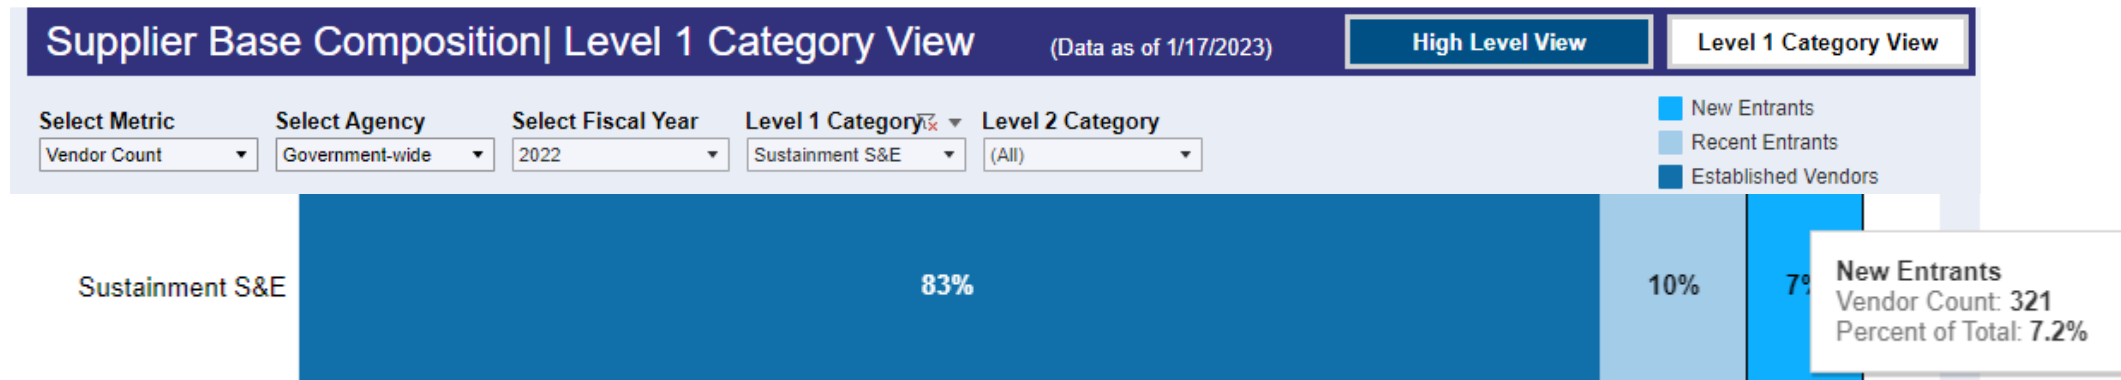 Supplier Base Composition| Level 1 Category View (Data as of 1/17/2023) High Level View Level 1 Category View
Select Metric Select Agency Select Fiscal Year Level 1 Category Level 2 Category
Vendor Count Government-wide 2022 Sustainment S&E (All)
New Entrants
Recent Entrants
Established Vendors
Sustainment S&E 83% 10%
New Entrants
Vendor Count: 321
Percent of Total: 7.2%